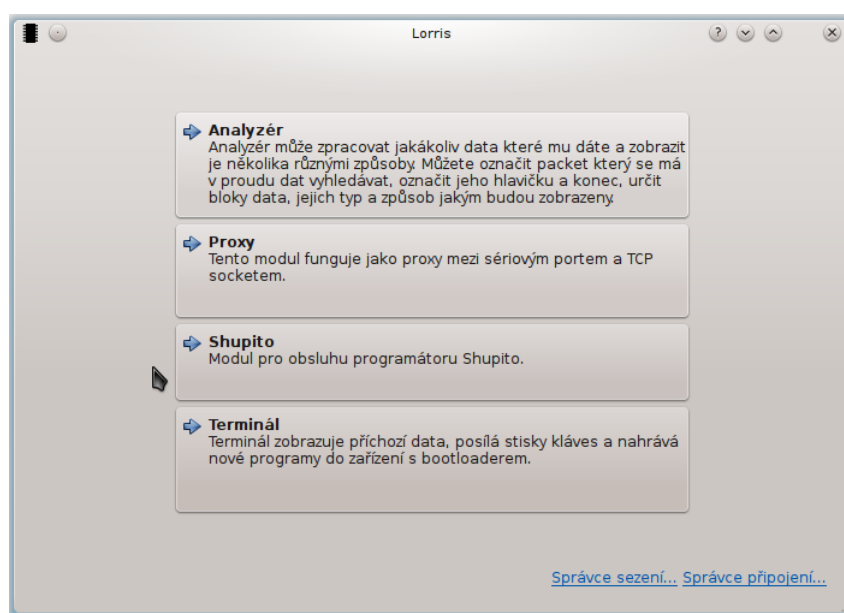 Lorris
Analyzér
Analyzér může zpracovat jakákoliv data které mu dáte a zobrazit
je několika různými způsoby. Můžete označit packet který se má
v proudu dat vyhledávat, označit jeho hlavičku a konec, určit
bloky data, jejich typ a způsob jakým budou zobrazeny.
Proxy
Tento modul funguje jako proxy mezi sériovým portem a TCP
socketem.
Shupito
Modul pro obsluhu programátoru Shupito.
Terminál
Terminál zobrazuje příchozí data, posílá stisky kláves a nahrává
nové programy do zařízení s bootloaderem.
Správce sezení... Správce připojení...